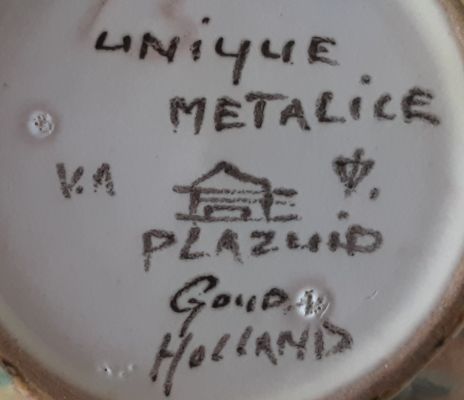 UNIQUE
METALICE
V.A
PLAZUID
GOUDA
HOLLAND